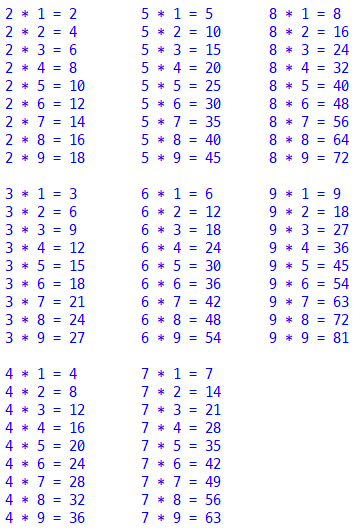 2 * 1 = 2
2 * 2 = 4
2 * 3 = 6
2 * 4 = 8
2 * 5 = 10
2 * 6 = 12
2 * 7 = 14
2 * 8 = 16
2 * 9 = 18
3 * 1 = 3
3 * 2 = 6
3 * 3 = 9
3 * 4 = 12
3 * 5 = 15
3 * 6 = 18
3 * 7 = 21
3 * 8 = 24
3 * 9 = 27
4 * 1 = 4
4 * 2 = 8
4 * 3 = 12
4 * 4 = 16
4 * 5 = 20
4 * 6 = 24
4 * 7 = 28
4 * 8 = 32
4 * 9 = 36
5 * 1 = 5
5 * 2 = 10
5 * 3 = 15
5 * 4 = 20
5 * 5 = 25
5 * 6 = 30
5 * 7 = 35
5 * 8 = 40
5 * 9 = 45
6 * 1 = 6
6 * 2 = 12
6 * 3 = 18
6 * 4 = 24
6 * 5 = 30
6 * 6 = 36
6 * 7 = 42
6 * 8 = 48
6 * 9 = 54
7 * 1 = 7
7 * 2 = 14
7 * 3 = 21
7 * 4 = 28
7 * 5 = 35
7 * 6 = 42
7 * 7 = 49
7 * 8 = 56
7 * 9 = 63
8 * 1 = 8
8 * 2 = 16
8 * 3 = 24
8 * 4 = 32
8 * 5 = 40
8 * 6 = 48
8 * 7 = 56
8 * 8 = 64
8 * 9 = 72
9 * 1 = 9
9 * 2 = 18
9 * 3 = 27
9 * 4 = 36
9 * 5 = 45
9 * 6 = 54
9 * 7 = 63
9 * 8 = 72
9 * 9 = 81